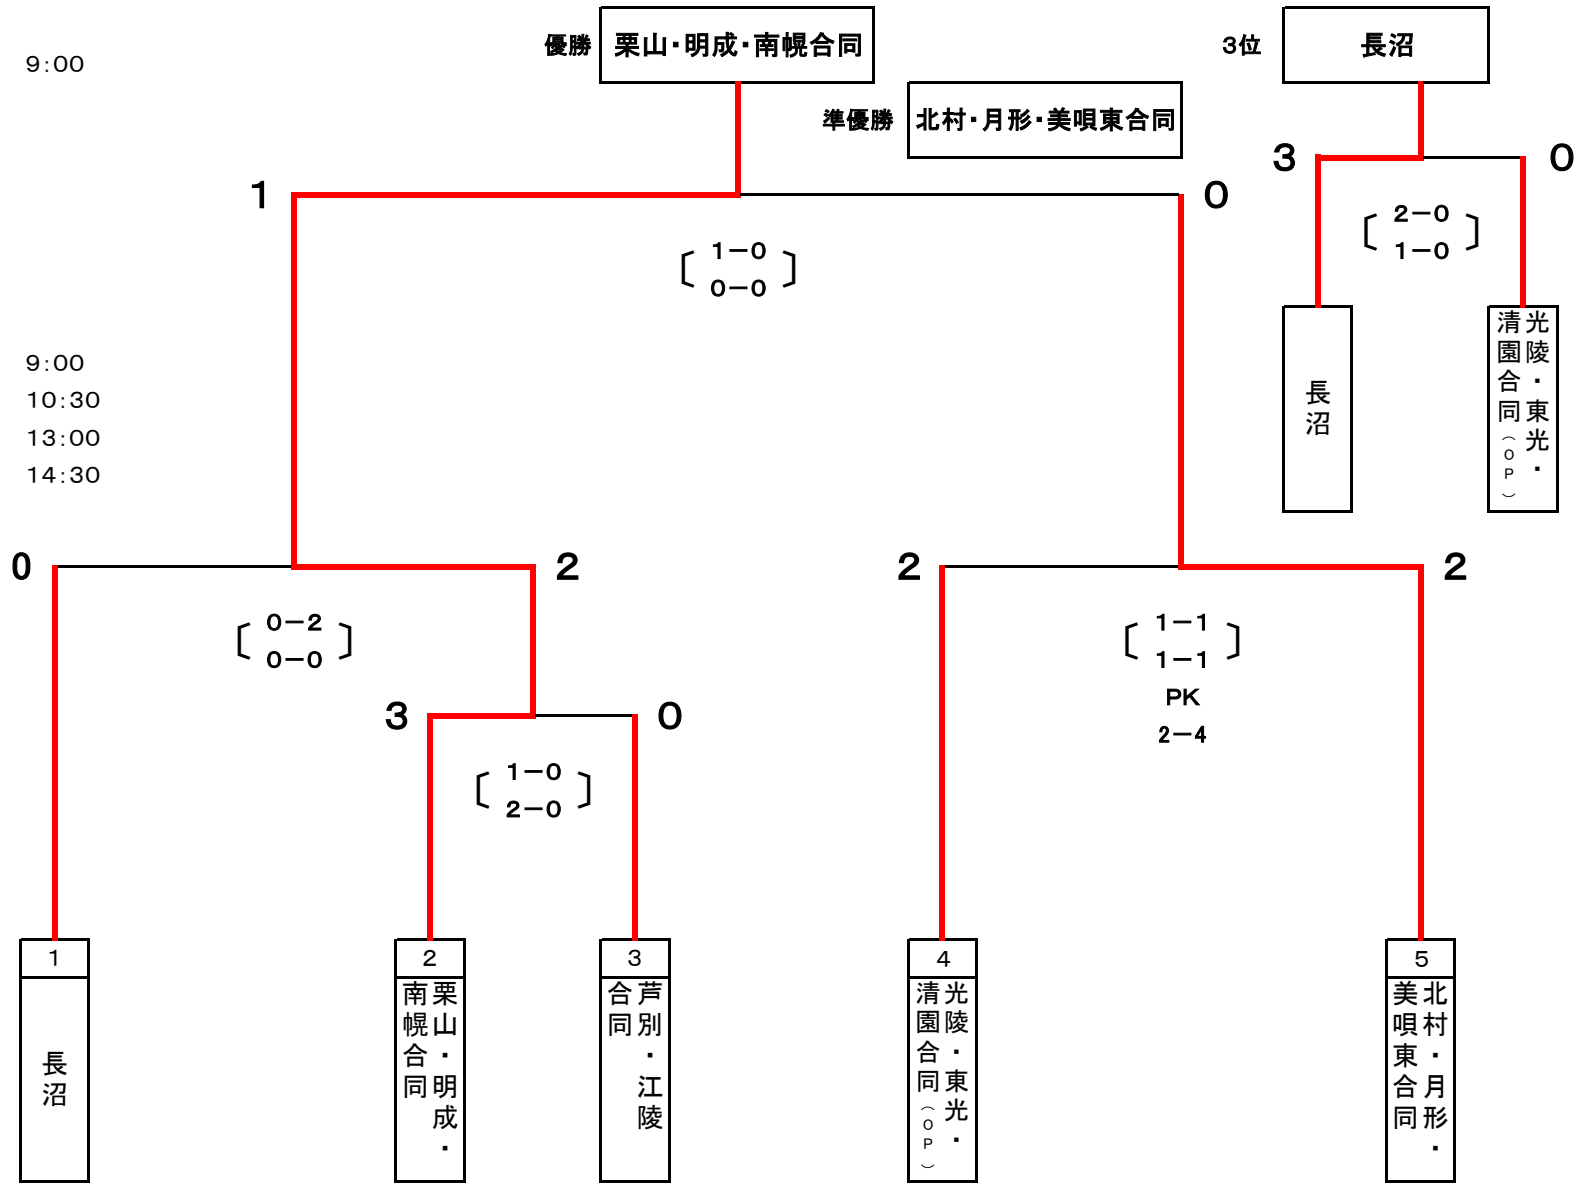 優勝
栗山・明成・南幌合同
3位
長沼
9:00
準優勝
北村・月形・美唄東合同
3
0
1
0
2－0
1－0
1－0
0－0
長沼
光陵・東光・
清園合同（OP）
9:00
10:30
13:00
14:30
0
2
2
2
0－2
0－0
1－1
1－1
PK
2－4
3
0
1－0
2－0
1
2
3
4
5
長沼
栗山・明成・
南幌合同
芦別・江陵
合同
光陵・東光・
清園合同（OP）
北村・月形・
美唄東合同